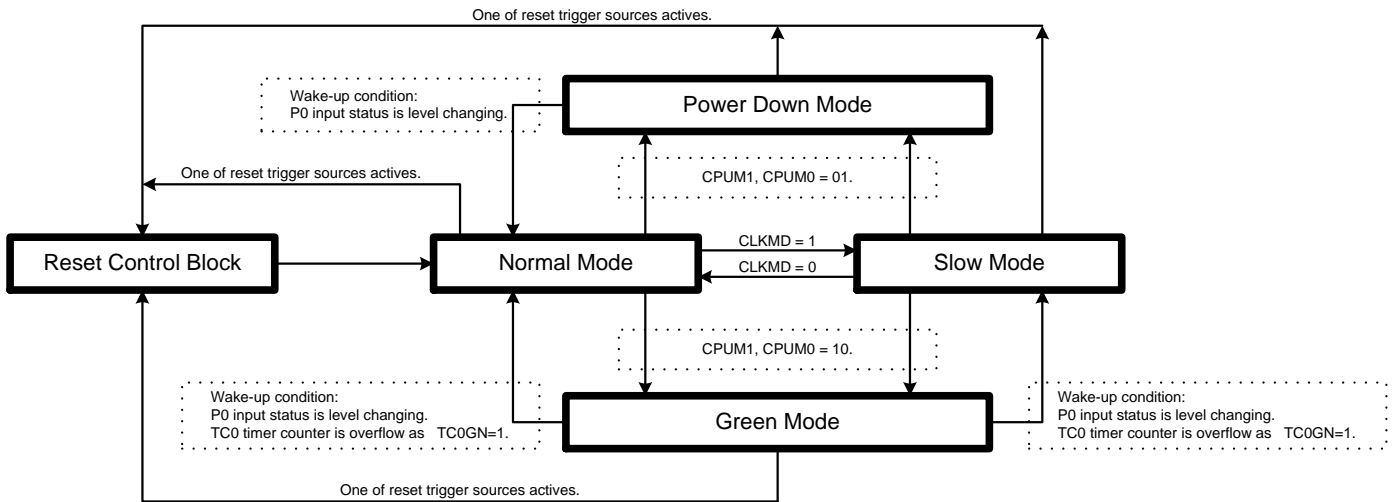 One of reset trigger sources actives.
Wake-up condition:
P0 input status is level changing.
Power Down Mode
One of reset trigger sources actives.
CPUM1, CPUM0 = 01.
Reset Control Block
Normal Mode
CLKMD = 1
CLKMD = 0
Slow Mode
CPUM1, CPUM0 = 10.
Wake-up condition:
P0 input status is level changing.
TC0 timer counter is overflow as TC0GN=1.
Green Mode
Wake-up condition:
P0 input status is level changing.
TC0 timer counter is overflow as TC0GN=1.
One of reset trigger sources actives.